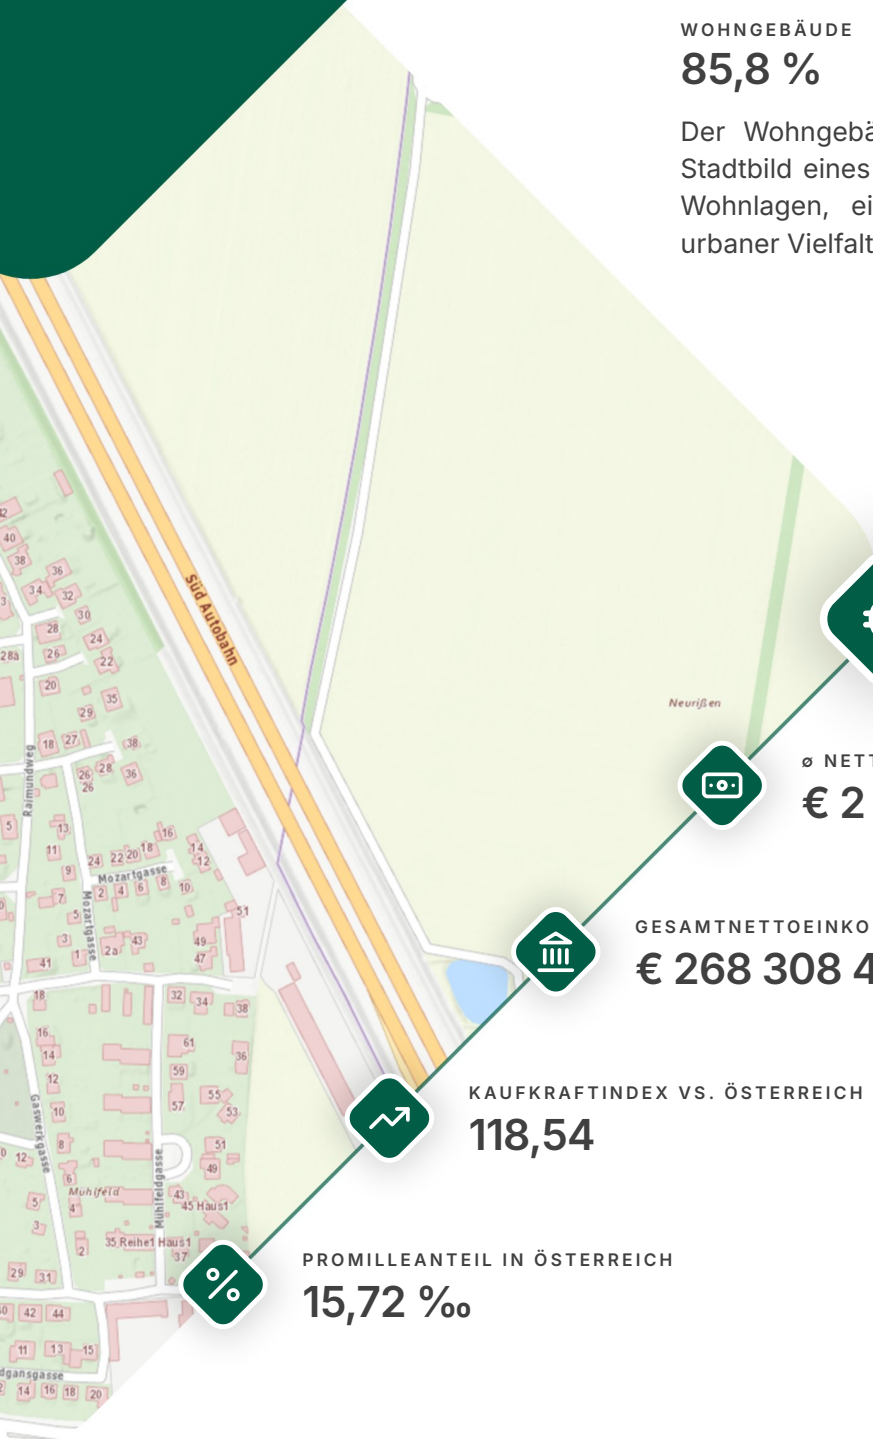 WOHNGEBÄUDE
85,8 %
Der Wohngebä
Stadtbild eines
Wohnlagen, ei
urbaner Vielfalt
Süd Autobahn
Neurißen
Raimundweg
Mozartgasse
Mozartgasse
Gaswerkgasse
Mühlfeldgasse
Mühlfeld
45 Haus1
35 Reihe1 Haus1
dgansgasse
ø NETT
€ 2
GESAMTNETTOEINKO
€ 268 308 4
KAUFKRAFTINDEX VS. ÖSTERREICH
118,54
PROMILLEANTEIL IN ÖSTERREICH
15,72 ‰